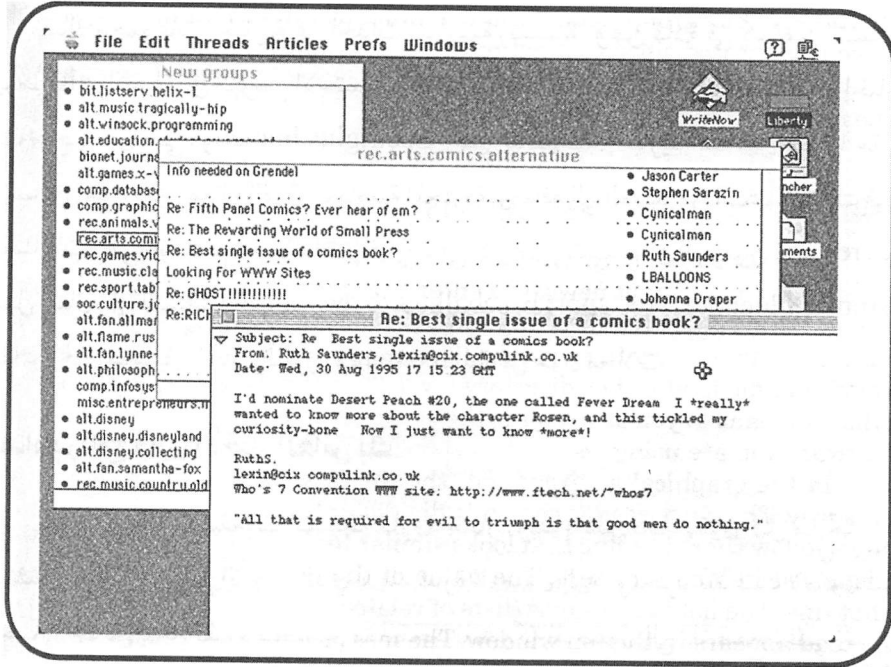 File Edit Threads Articles Prefs Windows
New groups
bit.listserv.helix-l
alt.music.tragically-hip
alt.winsock.programming
alt.education.
bionet.journa
alt.games.x-
comp.databas
comp.graphic
rec.animals.
rec.arts.comi
rec.games.vid
rec.music.cla
rec.sport.tab
soc.culture.j
alt.fan.allma
alt.flame.rus
alt.fan.lynne-
alt.philosoph
comp.infosys
misc.entrepreneurs.m
alt.disney
alt.disney.disneyland
alt.disney.collecting
alt.fan.samantha-fox
rec.music.country.old
WriteNow
Liberty
ncher
ments
rec.arts.comics.alternative
Info needed on Grendel Jason Carter
Stephen Sarazin
Re: Fifth Panel Comics? Ever hear of em? Cynicalman
Re: The Rewarding World of Small Press Cynicalman
Re: Best single issue of a comics book? Ruth Saunders
Looking For WWW Sites LBALLOONS
Re: GHOST!!!!!!!!!!!! Johanna Draper
Re:RICH
Re: Best single issue of a comics book?
Subject: Re Best single issue of a comics book?
From: Ruth Saunders, lexin@cix.compulink.co.uk
Date: Wed, 30 Aug 1995 17 15 23 GMT
I'd nominate Desert Peach #20, the one called Fever Dream I *really*
wanted to know more about the character Rosen, and this tickled my
curiosity-bone Now I just want to know *more*!
RuthS.
lexin@cix compulink.co.uk
Who's 7 Convention WWW site: http://www.ftech.net/~whos7
"All that is required for evil to triumph is that good men do nothing."